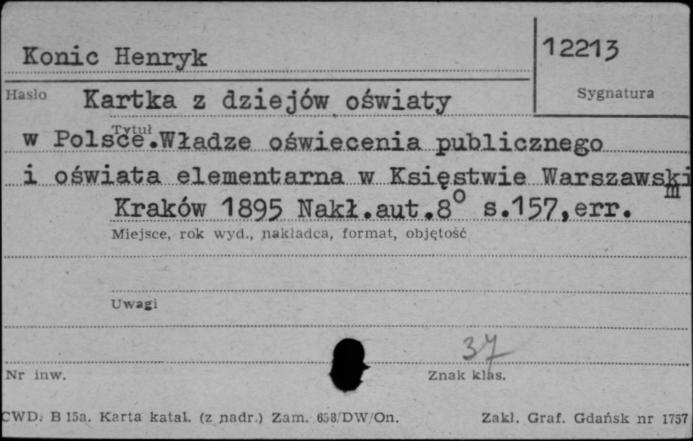 Konic Henryk
12213
Hasło
Sygnatura
Kartka z dziejów oświaty
Tytuł
w Polsce.Władze oświecenia publicznego
i oświata elementarna w Księstwie Warszawskim
Kraków 1895 Nakł.aut.8° s.157,err.
Miejsce, rok wyd., nakładca, format, objętość
Uwagi
37
Nr inw.
Znak klas.
CWD. B 15a. Karta katal. (z nadr.) Zam. 658/DW/On.
Zakł. Graf. Gdańsk nr 1757